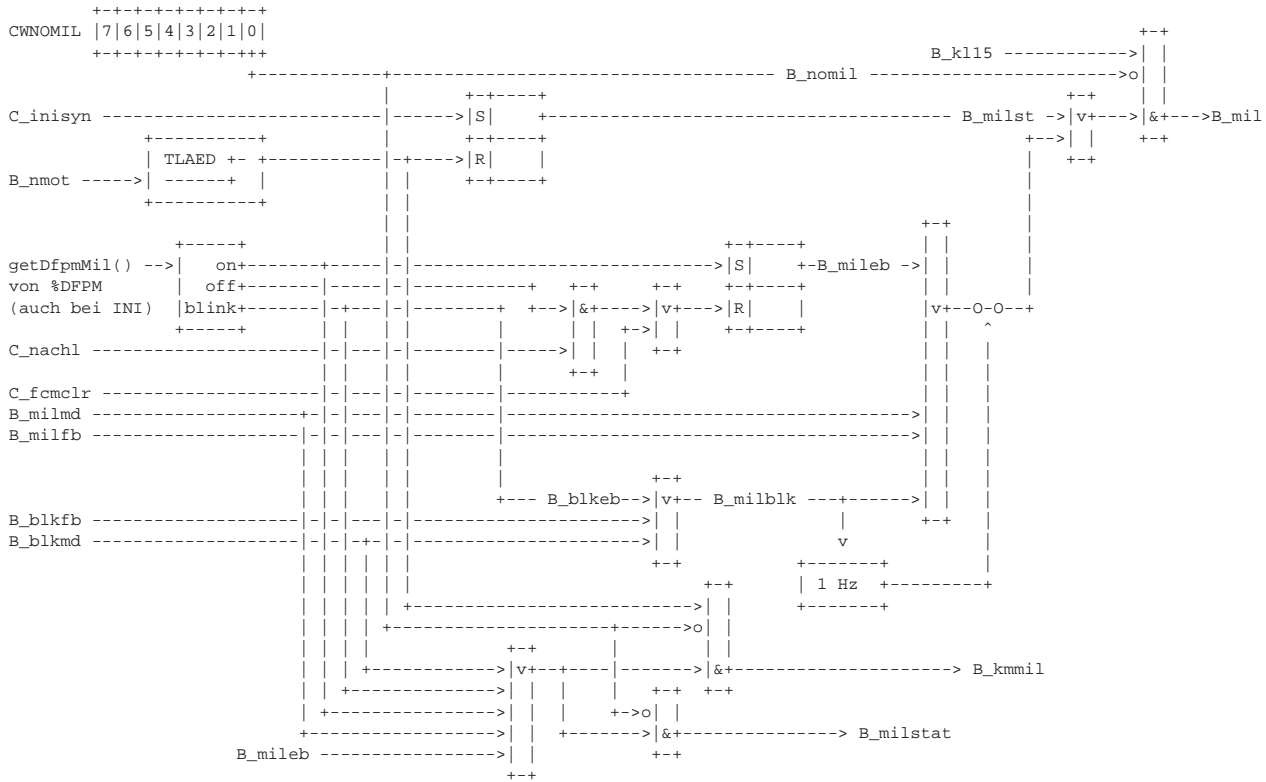 CWNOMIL |7|6|5|4|3|2|1|0|
B_kl15
B_nomil
C_inisyn S B_milst v & B_mil
TLAED R
B_nmot
getDfpmMil() on S B_mileb
von %DFPM off
(auch bei INI) blink & v R v O-O
C_nachl
C_fcmclr
B_milmd
B_milfb
B_blkeb v B_milblk
B_blkfb
B_blkmd v
1 Hz
v & B_kmmil
& B_milstat
B_mileb